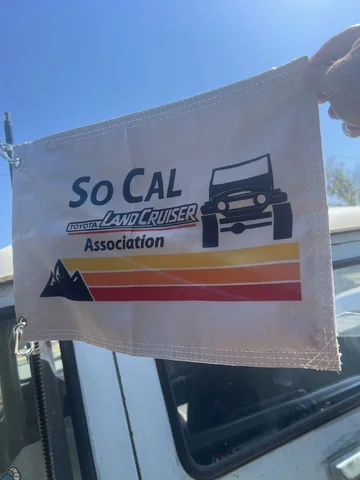 SO CAL
TOYOTA LAND CRUISER
Association